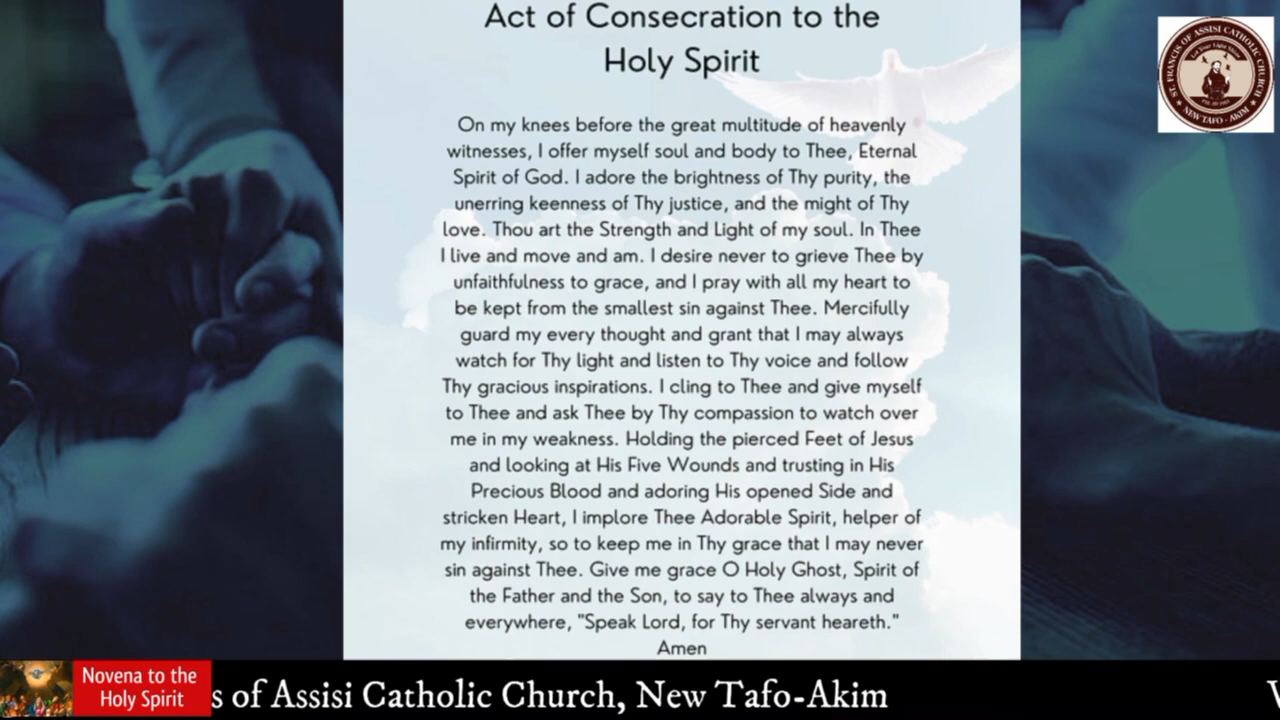 Act of Consecration to the
Holy Spirit
On my knees before the great multitude of heavenly
witnesses, I offer myself soul and body to Thee, Eternal
Spirit of God. I adore the brightness of Thy purity, the
unerring keenness of Thy justice, and the might of Thy
love. Thou art the Strength and Light of my soul. In Thee
I live and move and am. I desire never to grieve Thee by
unfaithfulness to grace, and I pray with all my heart to
be kept from the smallest sin against Thee. Mercifully
guard my every thought and grant that I may always
watch for Thy light and listen to Thy voice and follow
Thy gracious inspirations. I cling to Thee and give myself
to Thee and ask Thee by Thy compassion to watch over
me in my weakness. Holding the pierced Feet of Jesus
and looking at His Five Wounds and trusting in His
Precious Blood and adoring His opened Side and
stricken Heart, I implore Thee Adorable Spirit, helper of
my infirmity, so to keep me in Thy grace that I may never
sin against Thee. Give me grace O Holy Ghost, Spirit of
the Father and the Son, to say to Thee always and
everywhere, "Speak Lord, for Thy servant heareth."
Amen
ST. FRANCIS OF ASSISI CATHOLIC CHURCH
NEW TAFO - AKIM
Novena to the
Holy Spirit
s of Assisi Catholic Church, New Tafo-Akim